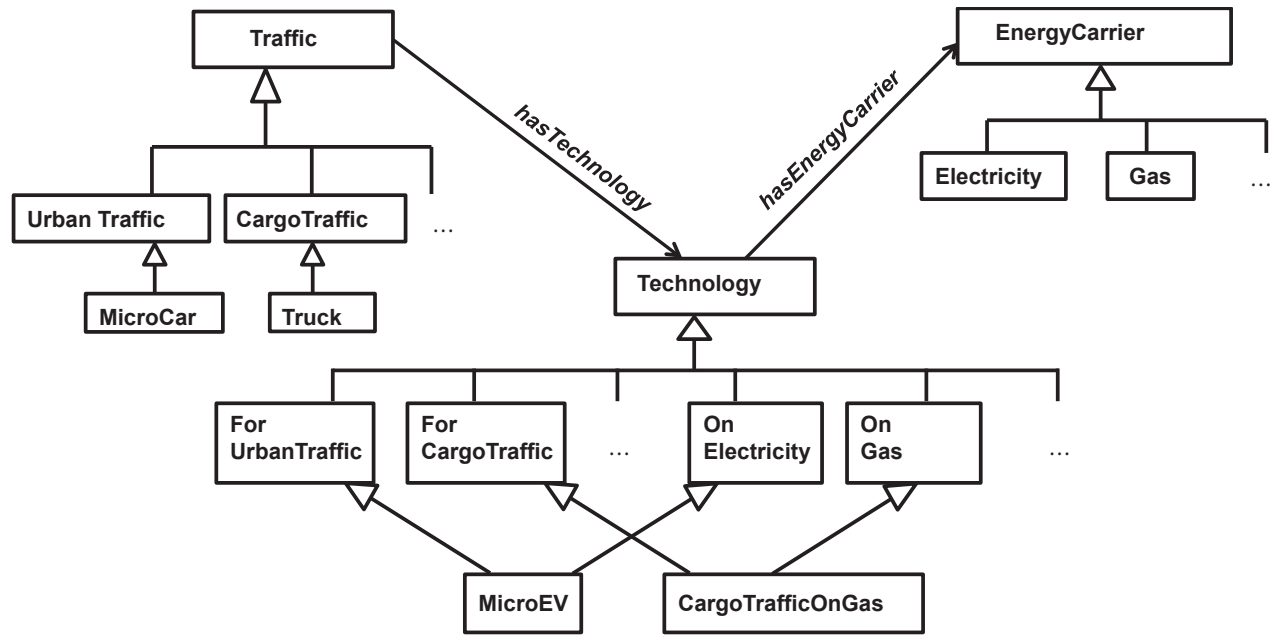 Traffic
EnergyCarrier
hasTechnology
hasEnergyCarrier
Electricity
Gas
…
Urban Traffic
CargoTraffic
…
Technology
MicroCar
Truck
For
UrbanTraffic
For
CargoTraffic
…
On
Electricity
On
Gas
…
MicroEV
CargoTrafficOnGas